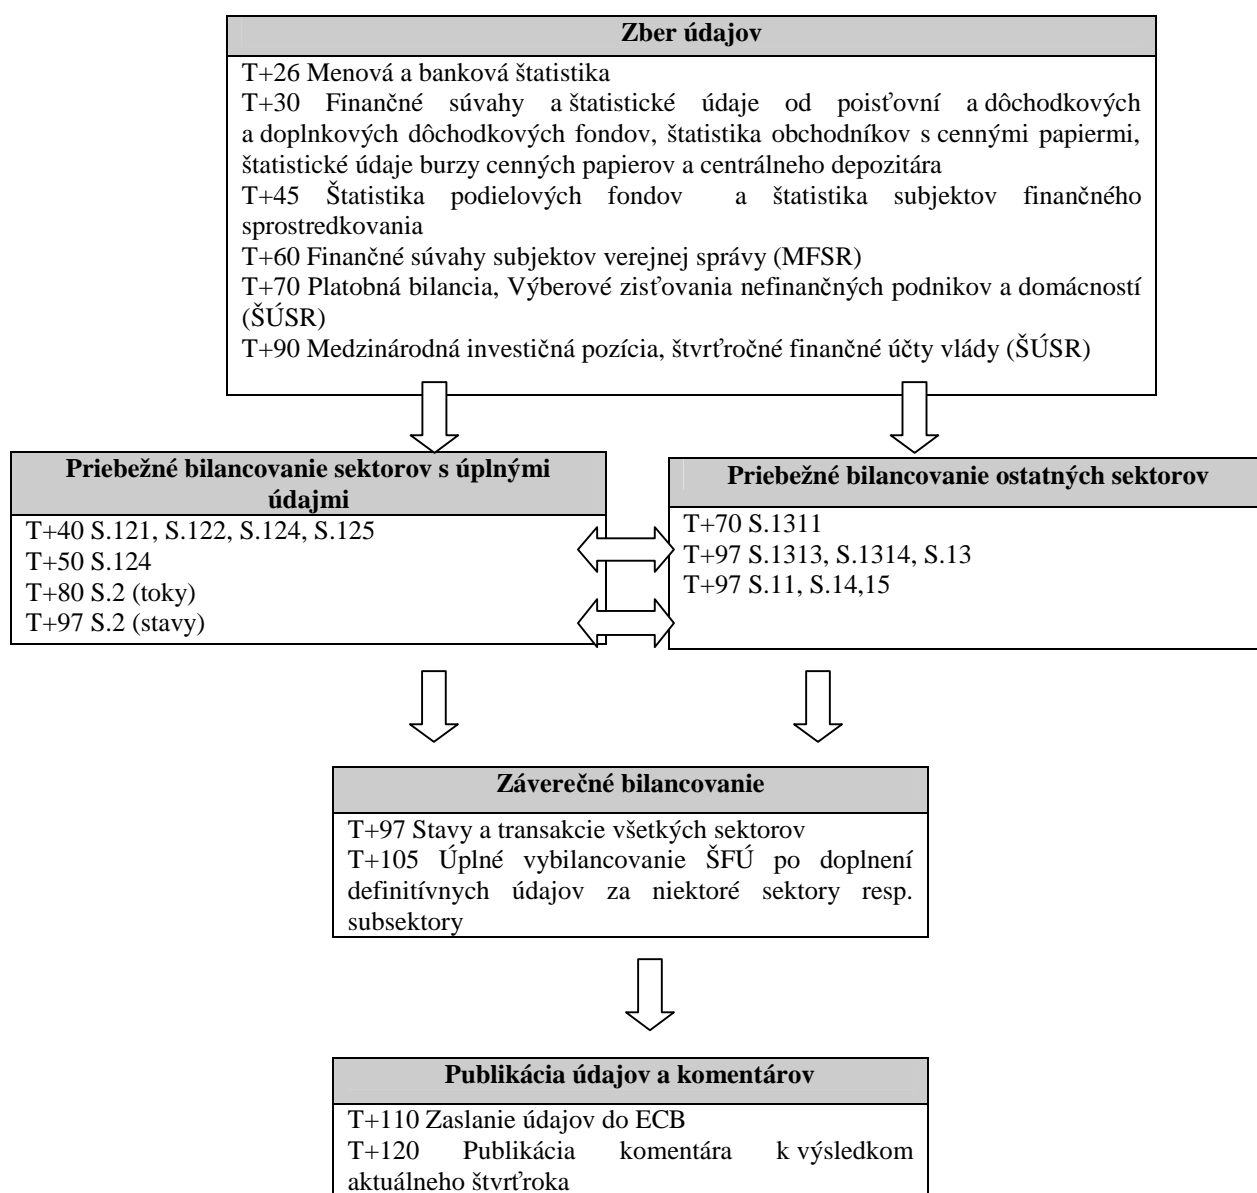 Zber údajov
T+26 Menová a banková štatistika
T+30 Finančné súvahy a štatistické údaje od poisťovní a dôchodkových
a doplnkových dôchodkových fondov, štatistika obchodníkov s cennými papiermi,
štatistické údaje burzy cenných papierov a centrálneho depozitára
T+45 Štatistika podielových fondov a štatistika subjektov finančného
sprostredkovania
T+60 Finančné súvahy subjektov verejnej správy (MFSR)
T+70 Platobná bilancia, Výberové zisťovania nefinančných podnikov a domácností
(ŠÚSR)
T+90 Medzinárodná investičná pozícia, štvrťročné finančné účty vlády (ŠÚSR)
Priebežné bilancovanie sektorov s úplnými
údajmi
T+40 S.121, S.122, S.124, S.125
T+50 S.124
T+80 S.2 (toky)
T+97 S.2 (stavy)
Priebežné bilancovanie ostatných sektorov
T+70 S.1311
T+97 S.1313, S.1314, S.13
T+97 S.11, S.14,15
Záverečné bilancovanie
T+97 Stavy a transakcie všetkých sektorov
T+105 Úplné vybilancovanie ŠFÚ po doplnení
definitívnych údajov za niektoré sektory resp.
subsektory
Publikácia údajov a komentárov
T+110 Zaslanie údajov do ECB
T+120 Publikácia komentára k výsledkom
aktuálneho štvrťroka